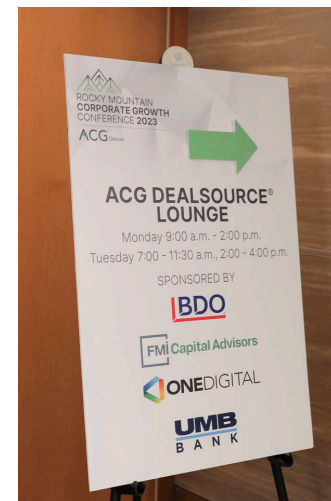 ROCKY MOUNTAIN
CORPORATE GROWTH
CONFERENCE 2023
ACG Denver
ACG DEALSOURCE®
LOUNGE
Monday 9:00 a.m. - 2:00 p.m.
Tuesday 7:00 - 11:30 a.m., 2:00 - 4:00 p.m.
SPONSORED BY
BDO
FMI Capital Advisors
ONEDIGITAL
UMB
BANK